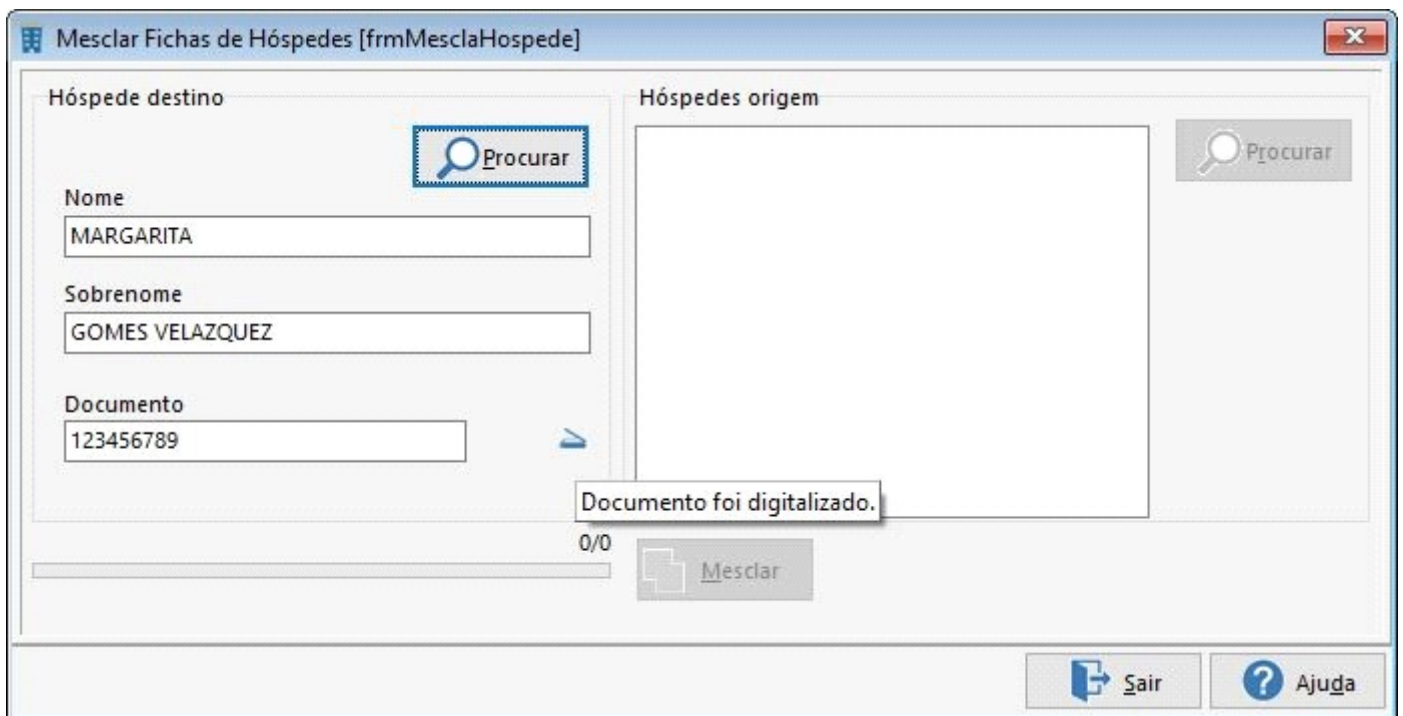 Mesclar Fichas de Hóspedes [frmMesclaHospede]
Hóspede destino
Procurar
Nome
MARGARITA
Sobrenome
GOMES VELAZQUEZ
Documento
123456789
Documento foi digitalizado.
0/0
Hóspedes origem
Procurar
Mesclar
Sair
Ajuda